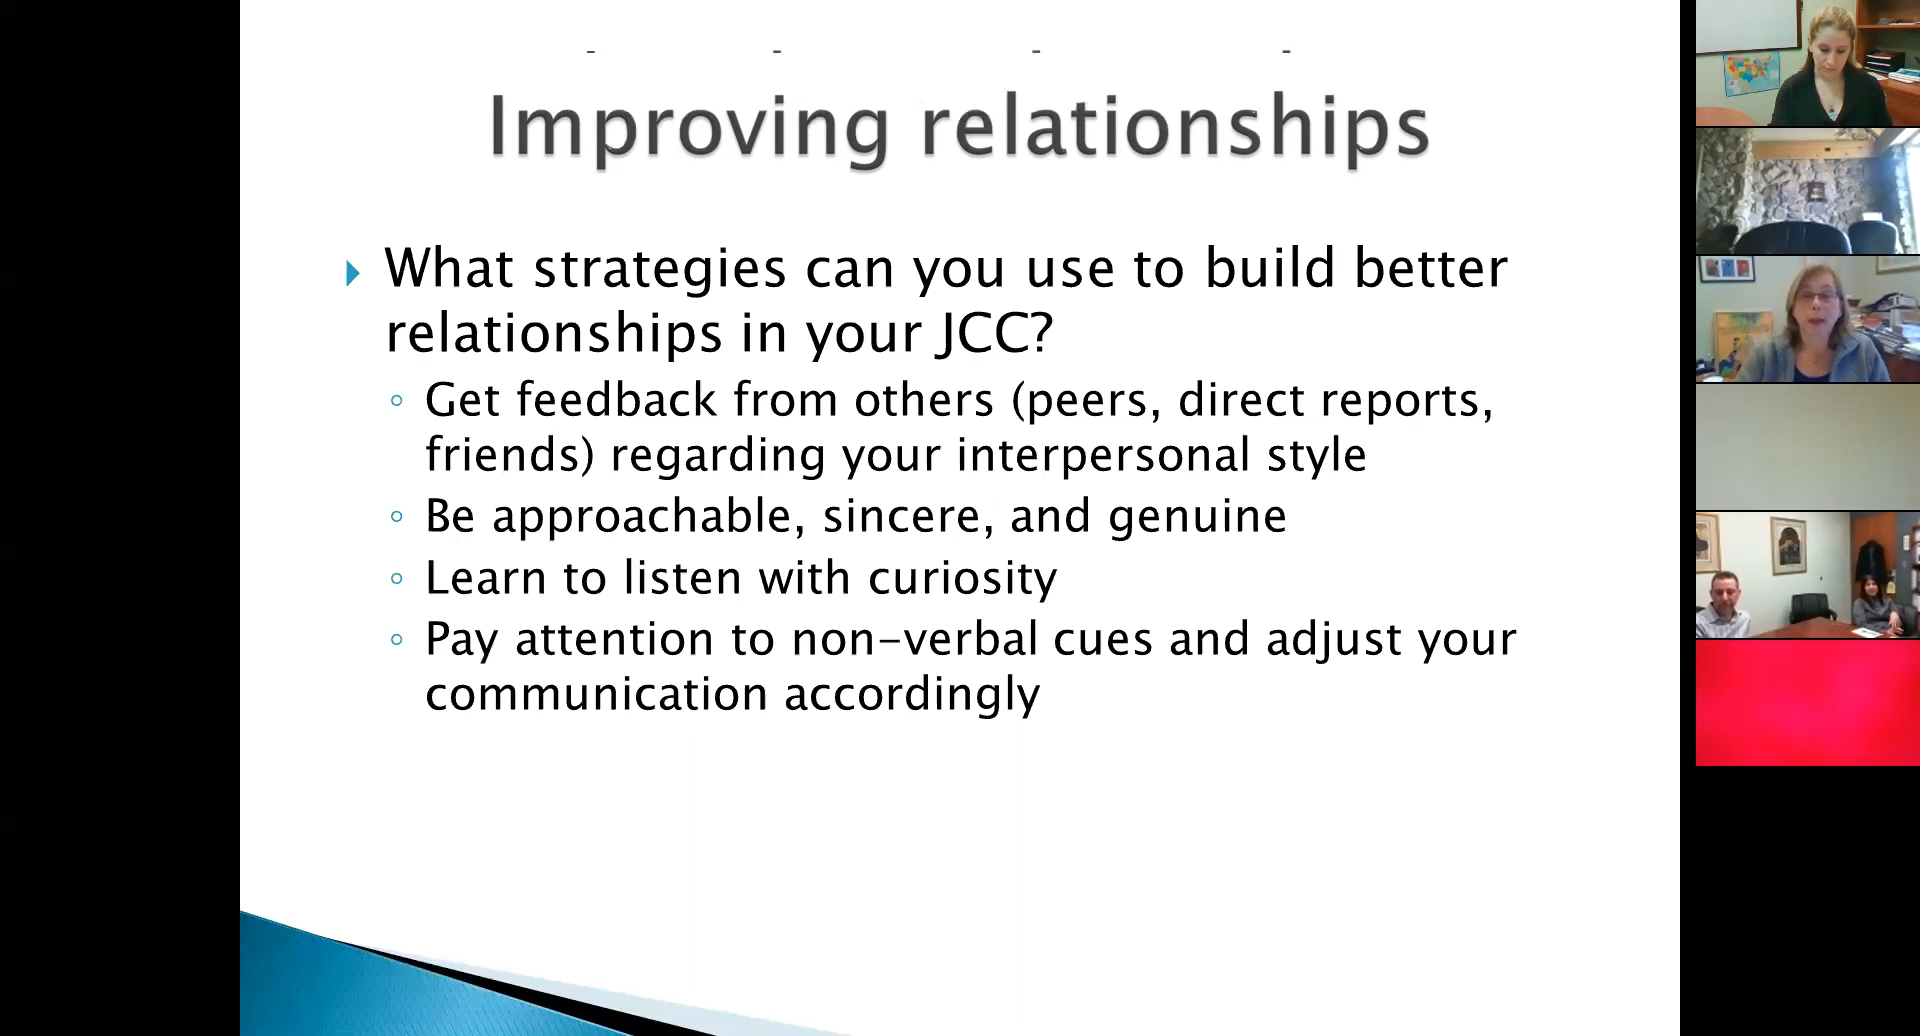 Improving relationships
What strategies can you use to build better
relationships in your JCC?
Get feedback from others (peers, direct reports,
friends) regarding your interpersonal style
Be approachable, sincere, and genuine
Learn to listen with curiosity
Pay attention to non-verbal cues and adjust your
communication accordingly